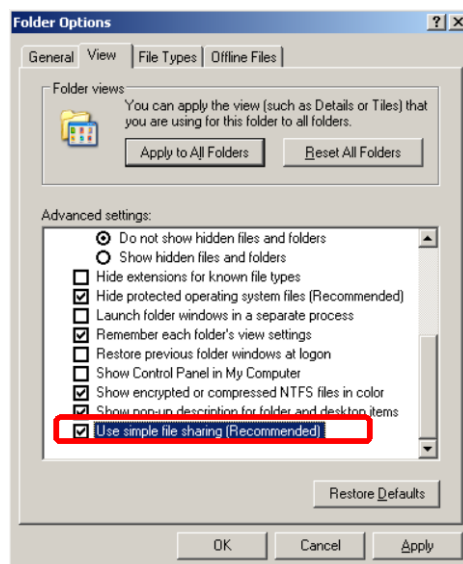 Folder Options
General View File Types Offline Files
Folder views
You can apply the view (such as Details or Tiles) that
you are using for this folder to all folders.
Apply to All Folders Reset All Folders
Advanced settings:
Do not show hidden files and folders
Show hidden files and folders
Hide extensions for known file types
Hide protected operating system files (Recommended)
Launch folder windows in a separate process
Remember each folder's view settings
Restore previous folder windows at logon
Show Control Panel in My Computer
Show encrypted or compressed NTFS files in color
Show pop-up description for folder and desktop items
Use simple file sharing (Recommended)
Restore Defaults
OK Cancel Apply